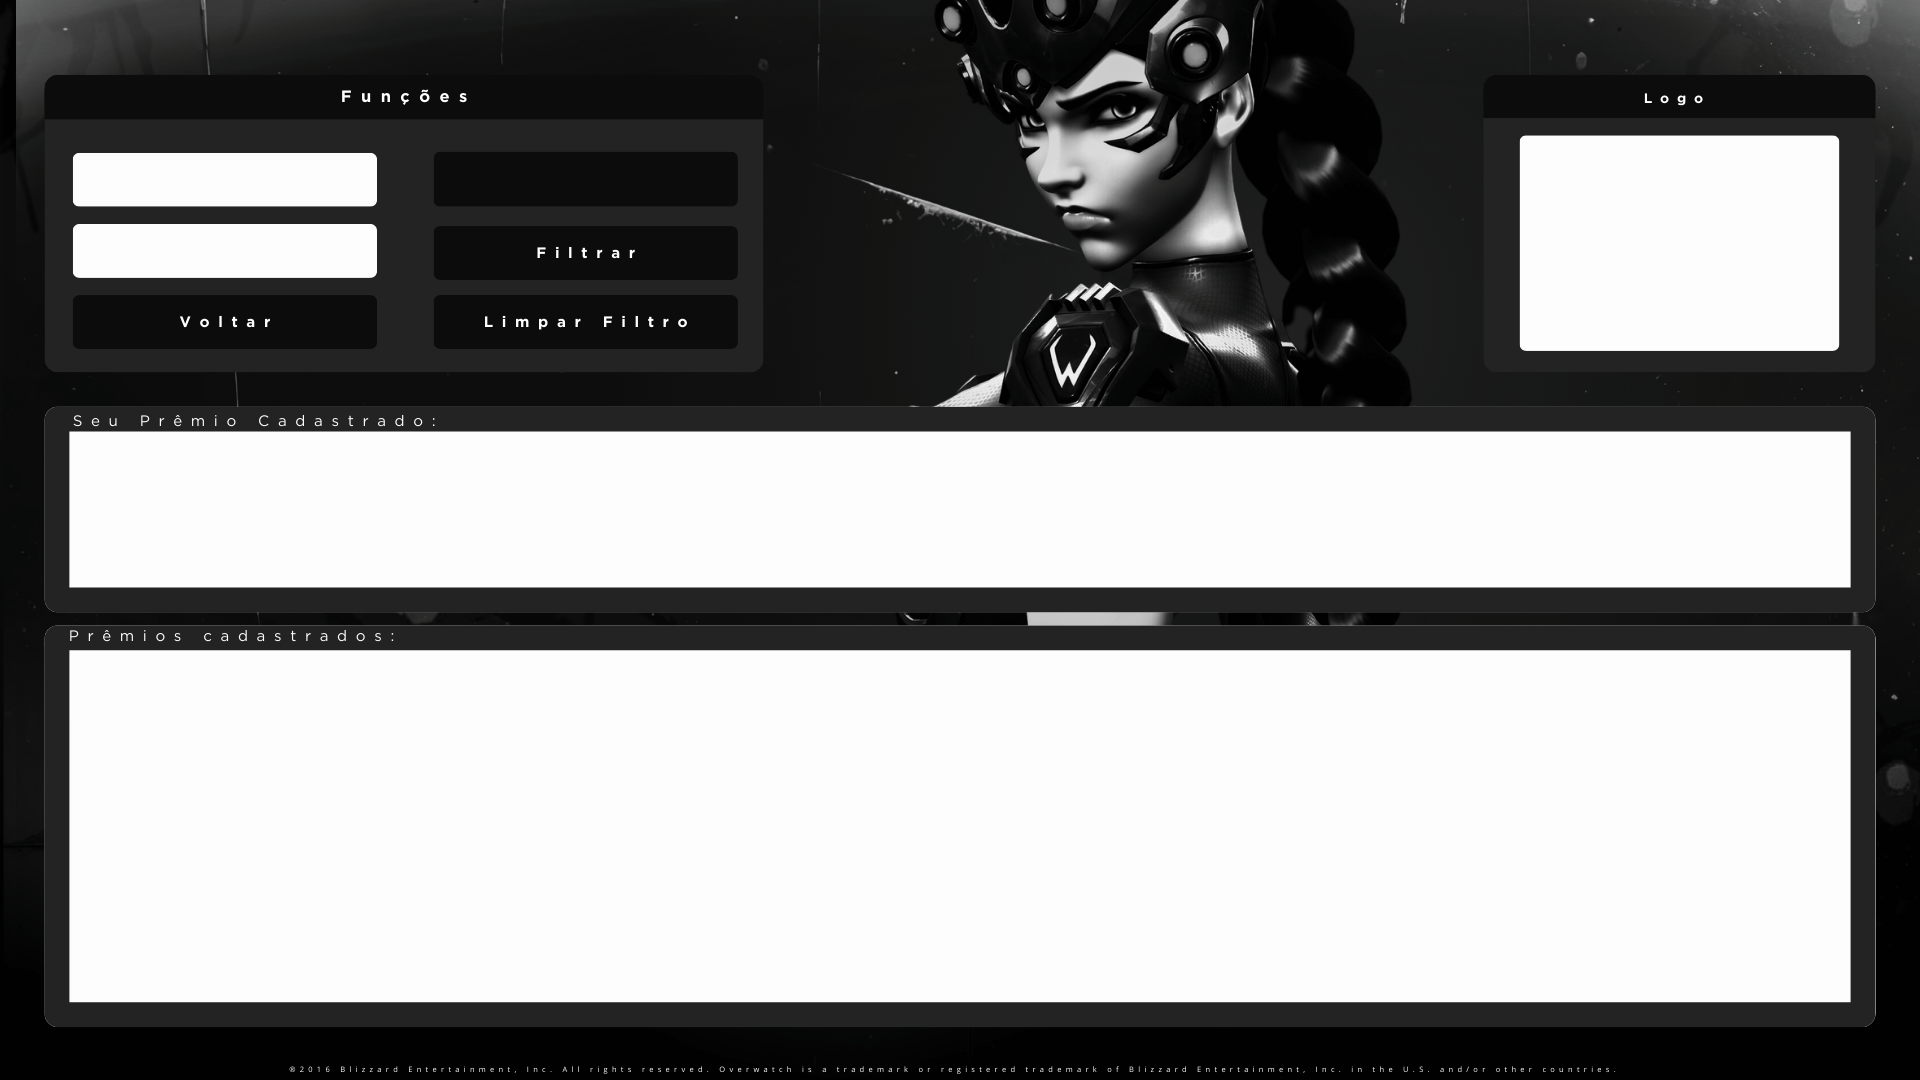 Funções
Logo
Filtrar
Voltar
Limpar Filtro
Seu Prêmio Cadastrado:
Prêmios cadastrados:
®2016 Blizzard Entertainment, Inc. All rights reserved. Overwatch is a trademark or registered trademark of Blizzard Entertainment, Inc. in the U.S. and/or other countries.